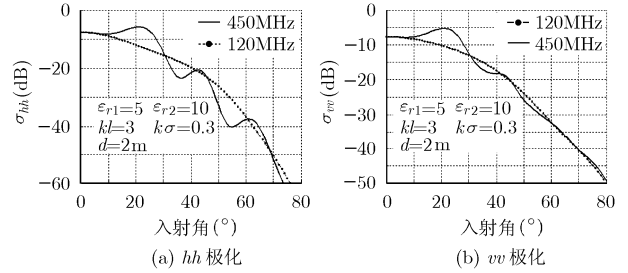 0
-20
-40
-60
σhh(dB)
450MHz
120MHz
εr1=5 εr2=10
kl=3 kσ=0.3
d=2m
0 20 40 60 80
入射角(°)
(a) hh 极化
0
-10
-20
-30
-40
-50
σvv(dB)
120MHz
450MHz
εr1=5 εr2=10
kl=3 kσ=0.3
d=2m
0 20 40 60 80
入射角(°)
(b) vv 极化